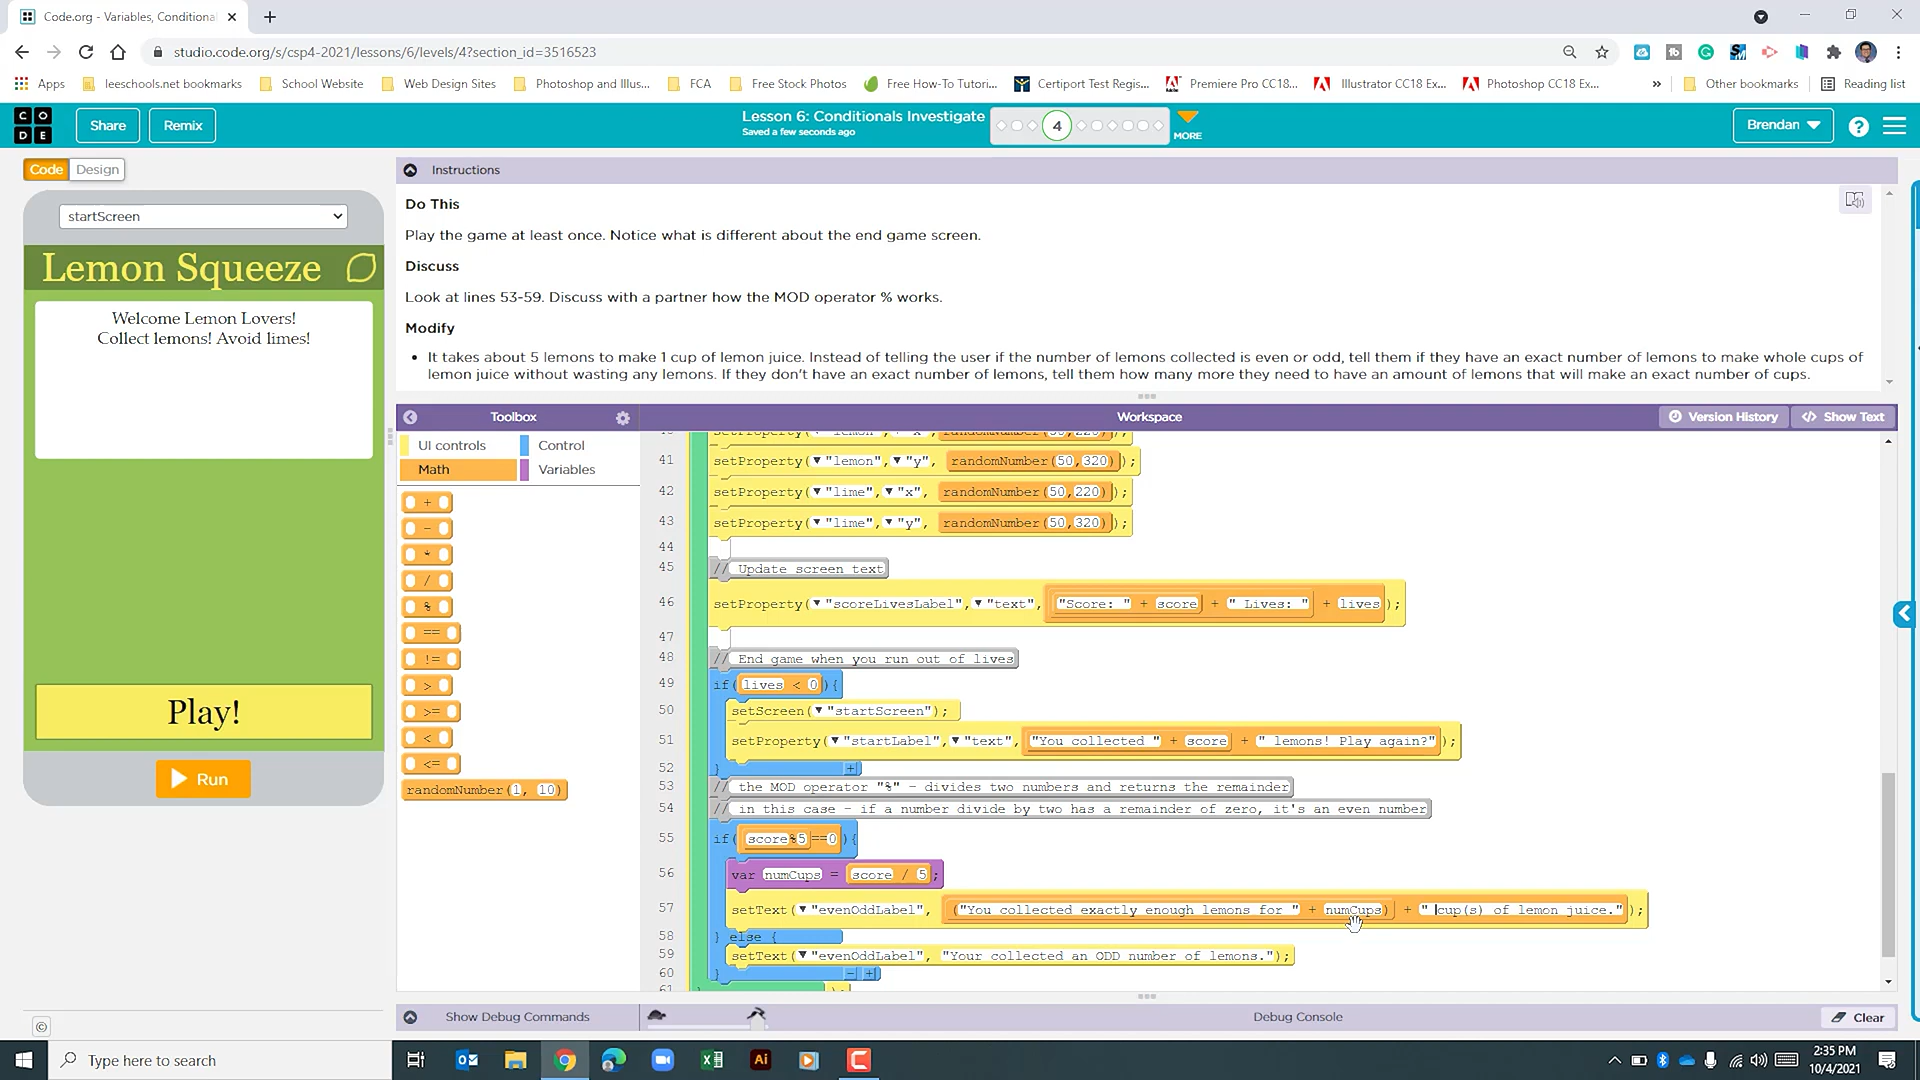 Code.org - Variables, Conditiona
studio.code.org/s/csp4-2021/lessons/6/levels/4?section_id=3516523
Apps leeschools.net bookmarks School Website Web Design Sites Photoshop and Illus... FCA Free Stock Photos Free How-To Tutori... Certiport Test Regis... Premiere Pro CC18... Illustrator CC18 Ex... Photoshop CC18 Ex... » Other bookmarks Reading list
CODE
Share
Remix
Lesson 6: Conditionals Investigate
Saved a few seconds ago
4
MORE
Brendan
?
Code Design
startScreen
Lemon Squeeze
Welcome Lemon Lovers!
Collect lemons! Avoid limes!
Play!
Run
Instructions
Do This
Play the game at least once. Notice what is different about the end game screen.
Discuss
Look at lines 53-59. Discuss with a partner how the MOD operator % works.
Modify
• It takes about 5 lemons to make 1 cup of lemon juice. Instead of telling the user if the number of lemons collected is even or odd, tell them if they have an exact number of lemons to make whole cups of
lemon juice without wasting any lemons. If they don't have an exact number of lemons, tell them how many more they need to have an amount of lemons that will make an exact number of cups.
Toolbox
Workspace
Version History
Show Text
UI controls
Control
Math
Variables
+
-
*
/
%
==
!=
>
>=
<
<=
randomNumber(1, 10)
41 setProperty("lemon","y", randomNumber(50,320));
42 setProperty("lime","x", randomNumber(50,220));
43 setProperty("lime","y", randomNumber(50,320));
44
45 // Update screen text
46 setProperty("scoreLivesLabel","text", "Score: " + score + " Lives: " + lives);
47
48 // End game when you run out of lives
49 if(lives < 0){
50 setScreen("startScreen");
51 setProperty("startLabel","text", "You collected " + score + " lemons! Play again?");
52 }
53 // the MOD operator "%" - divides two numbers and returns the remainder
54 // in this case - if a number divide by two has a remainder of zero, it's an even number
55 if(score%5==0){
56 var numCups = score / 5;
57 setText("evenOddLabel", ("You collected exactly enough lemons for " + numCups) + " cup(s) of lemon juice.");
58 } else {
59 setText("evenOddLabel", "Your collected an ODD number of lemons.");
60 }
61
Show Debug Commands
Debug Console
Clear
Type here to search
2:35 PM
10/4/2021